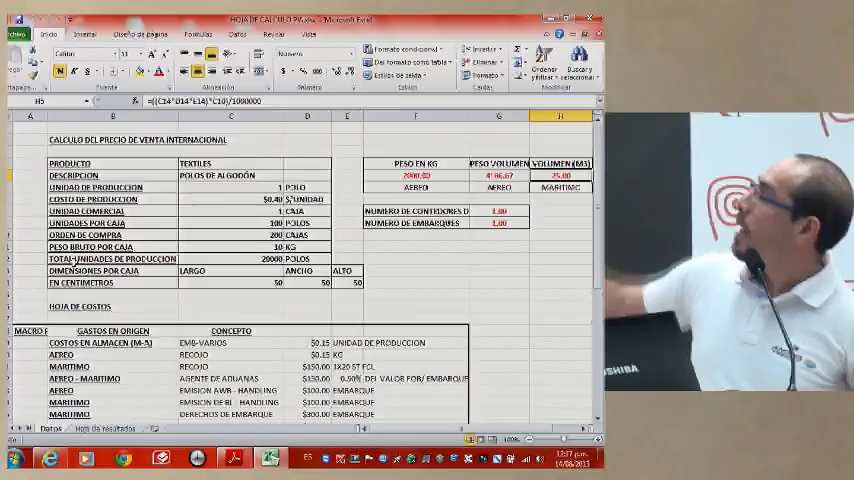 HOJA DE CALCULO PV.xlsx - Microsoft Excel
Archivo Inicio Insertar Diseño de página Fórmulas Datos Revisar Vista
Calibri 11 Número Formato condicional Insertar
Dar formato como tabla Eliminar
Estilos de celda Formato
Ordenar y filtrar Buscar y seleccionar
Fuente Alineación Número Estilos Celdas Modificar
H5 =((C14*D14*E14)*C10)/1000000
A B C D E F G H
CALCULO DEL PRECIO DE VENTA INTERNACIONAL
PRODUCTO TEXTILES PESO EN KG PESO VOLUMEN VOLUMEN (M3)
DESCRIPCION POLOS DE ALGODÓN 2000.00 4166.67 25.00
UNIDAD DE PRODUCCION 1 POLO AEREO AEREO MARITIMO
COSTO DE PRODUCCION $0.40 $/UNIDAD
UNIDAD COMERCIAL 1 CAJA NUMERO DE CONTEDORES D 1.00
UNIDADES POR CAJA 100 POLOS NUMERO DE EMBARQUES 1.00
ORDEN DE COMPRA 200 CAJAS
PESO BRUTO POR CAJA 10 KG
TOTAL UNIDADES DE PRODUCCION 20000 POLOS
DIMENSIONES POR CAJA LARGO ANCHO ALTO
EN CENTIMETROS 50 50 50
HOJA DE COSTOS
MACRO P GASTOS EN ORIGEN CONCEPTO
COSTOS EN ALMACEN (M-A) EMB-VARIOS $0.15 UNIDAD DE PRODUCCION
AEREO RECOJO $0.15 KG
MARITIMO RECOJO $150.00 1X20 ST FCL
AEREO - MARITIMO AGENTE DE ADUANAS 0.50% DEL VALOR FOB/ EMBARQUE
AEREO EMISION AWB - HANDLING $100.00 EMBARQUE
MARITIMO EMISION DE BL - HANDLING $100.00 EMBARQUE
MARITIMO DERECHOS DE EMBARQUE $300.00 EMBARQUE
Datos Hoja de resultados
100%
ES 12:37 p.m.
14/08/2013
TOSHIBA